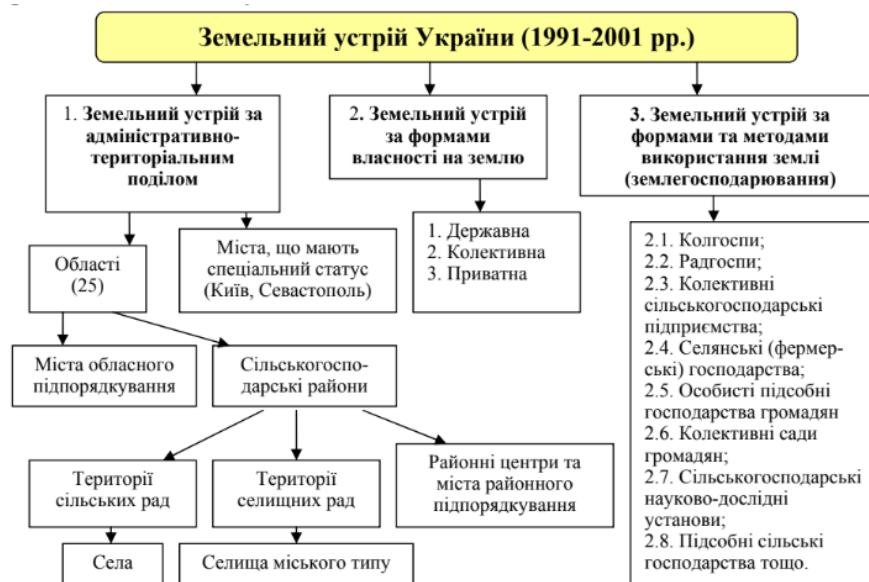 Земельний устрій України (1991-2001 рр.)
1. Земельний устрій за
адміністративно-
територіальним
поділом
2. Земельний устрій
за формами
власності на землю
3. Земельний устрій за
формами та методами
використання землі
(землегосподарювання)
Області
(25)
Міста, що мають
спеціальний статус
(Київ, Севастополь)
1. Державна
2. Колективна
3. Приватна
2.1. Колгоспи;
2.2. Радгоспи;
2.3. Колективні
сільськогосподарські
підприємства;
2.4. Селянські (фермер-
ські) господарства;
2.5. Особисті підсобні
господарства громадян
2.6. Колективні сади
громадян;
2.7. Сільськогосподарські
науково-дослідні
установи;
2.8. Підсобні сільські
господарства тощо.
Міста обласного
підпорядкування
Сільськогоспо-
дарські райони
Території
сільських рад
Території
селищних рад
Районні центри та
міста районного
підпорядкування
Села
Селища міського типу